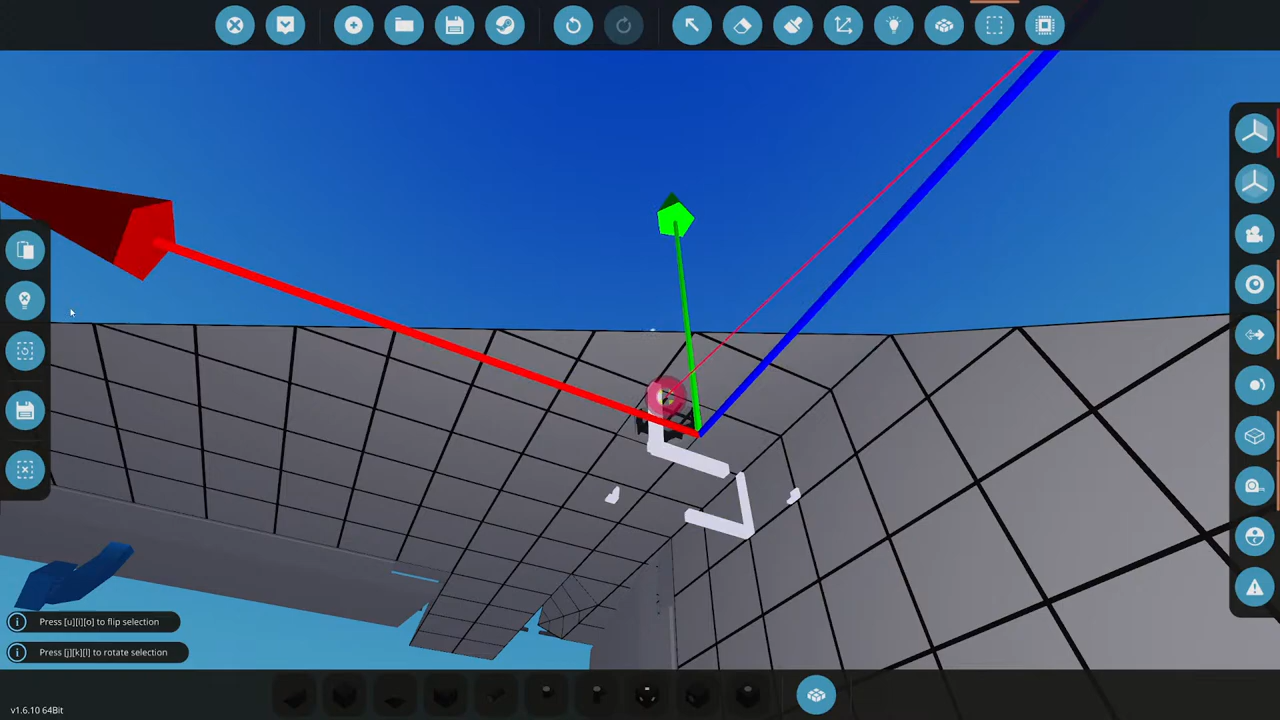 Press [u][i][o] to flip selection
Press [j][k][l] to rotate selection
v1.6.10 64Bit